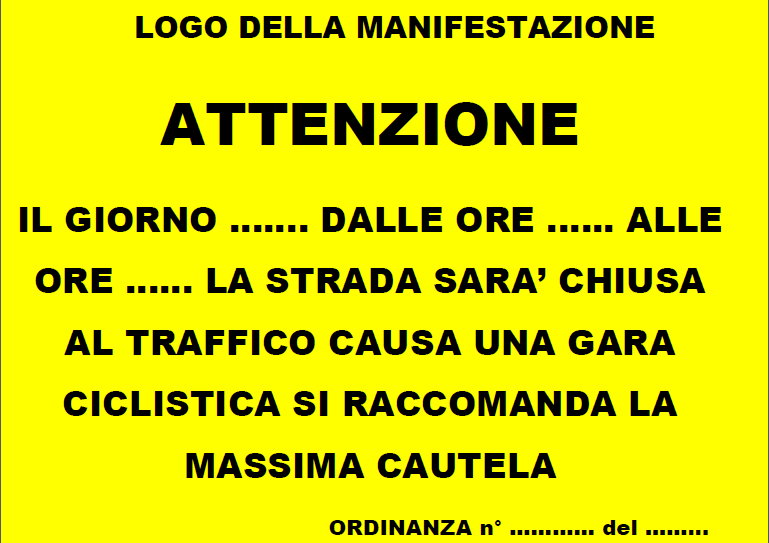 LOGO DELLA MANIFESTAZIONE
ATTENZIONE
IL GIORNO ....... DALLE ORE ...... ALLE
ORE ...... LA STRADA SARA’ CHIUSA
AL TRAFFICO CAUSA UNA GARA
CICLISTICA SI RACCOMANDA LA
MASSIMA CAUTELA
ORDINANZA n° ............ del .........